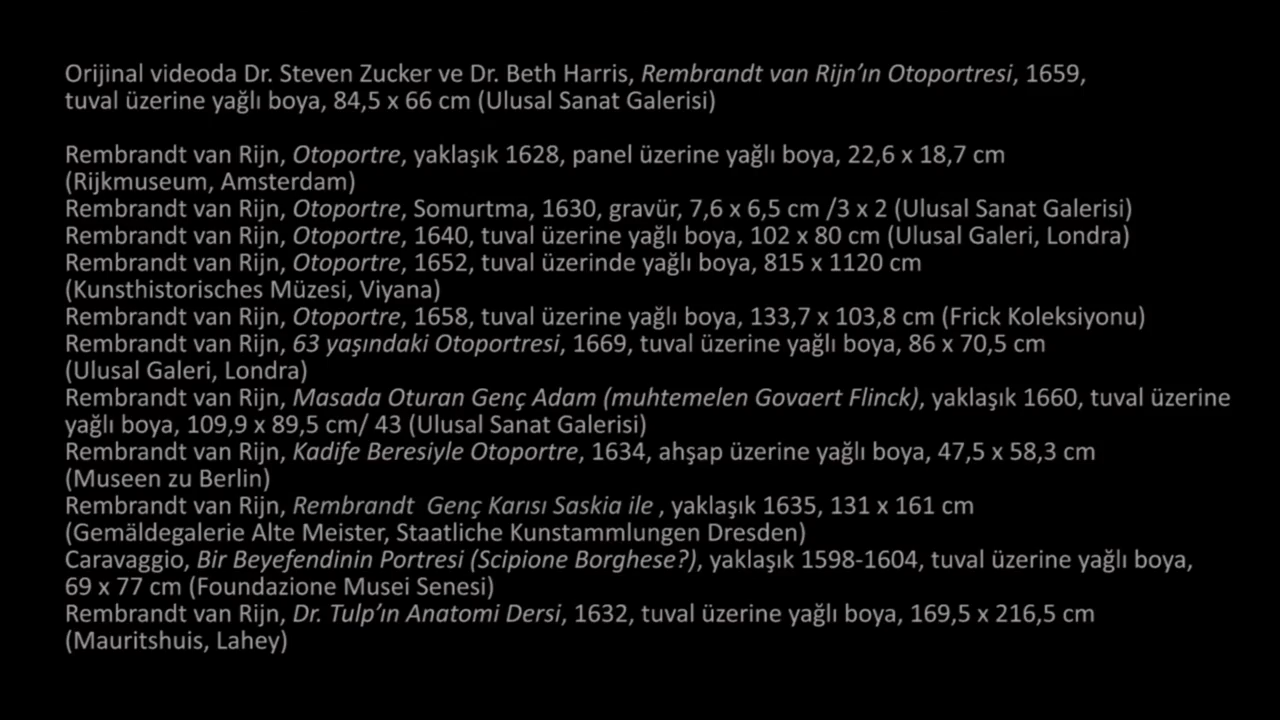 Orijinal videoda Dr. Steven Zucker ve Dr. Beth Harris, Rembrandt van Rijn’ın Otoportresi, 1659,
tuval üzerine yağlı boya, 84,5 x 66 cm (Ulusal Sanat Galerisi)
Rembrandt van Rijn, Otoportre, yaklaşık 1628, panel üzerine yağlı boya, 22,6 x 18,7 cm
(Rijkmuseum, Amsterdam)
Rembrandt van Rijn, Otoportre, Somurtma, 1630, gravür, 7,6 x 6,5 cm /3 x 2 (Ulusal Sanat Galerisi)
Rembrandt van Rijn, Otoportre, 1640, tuval üzerine yağlı boya, 102 x 80 cm (Ulusal Galeri, Londra)
Rembrandt van Rijn, Otoportre, 1652, tuval üzerinde yağlı boya, 815 x 1120 cm
(Kunsthistorisches Müzesi, Viyana)
Rembrandt van Rijn, Otoportre, 1658, tuval üzerine yağlı boya, 133,7 x 103,8 cm (Frick Koleksiyonu)
Rembrandt van Rijn, 63 yaşındaki Otoportresi, 1669, tuval üzerine yağlı boya, 86 x 70,5 cm
(Ulusal Galeri, Londra)
Rembrandt van Rijn, Masada Oturan Genç Adam (muhtemelen Govaert Flinck), yaklaşık 1660, tuval üzerine
yağlı boya, 109,9 x 89,5 cm/ 43 (Ulusal Sanat Galerisi)
Rembrandt van Rijn, Kadife Beresiyle Otoportre, 1634, ahşap üzerine yağlı boya, 47,5 x 58,3 cm
(Museen zu Berlin)
Rembrandt van Rijn, Rembrandt  Genç Karısı Saskia ile , yaklaşık 1635, 131 x 161 cm
(Gemäldegalerie Alte Meister, Staatliche Kunstammlungen Dresden)
Caravaggio, Bir Beyefendinin Portresi (Scipione Borghese?), yaklaşık 1598-1604, tuval üzerine yağlı boya,
69 x 77 cm (Foundazione Musei Senesi)
Rembrandt van Rijn, Dr. Tulp’ın Anatomi Dersi, 1632, tuval üzerine yağlı boya, 169,5 x 216,5 cm
(Mauritshuis, Lahey)